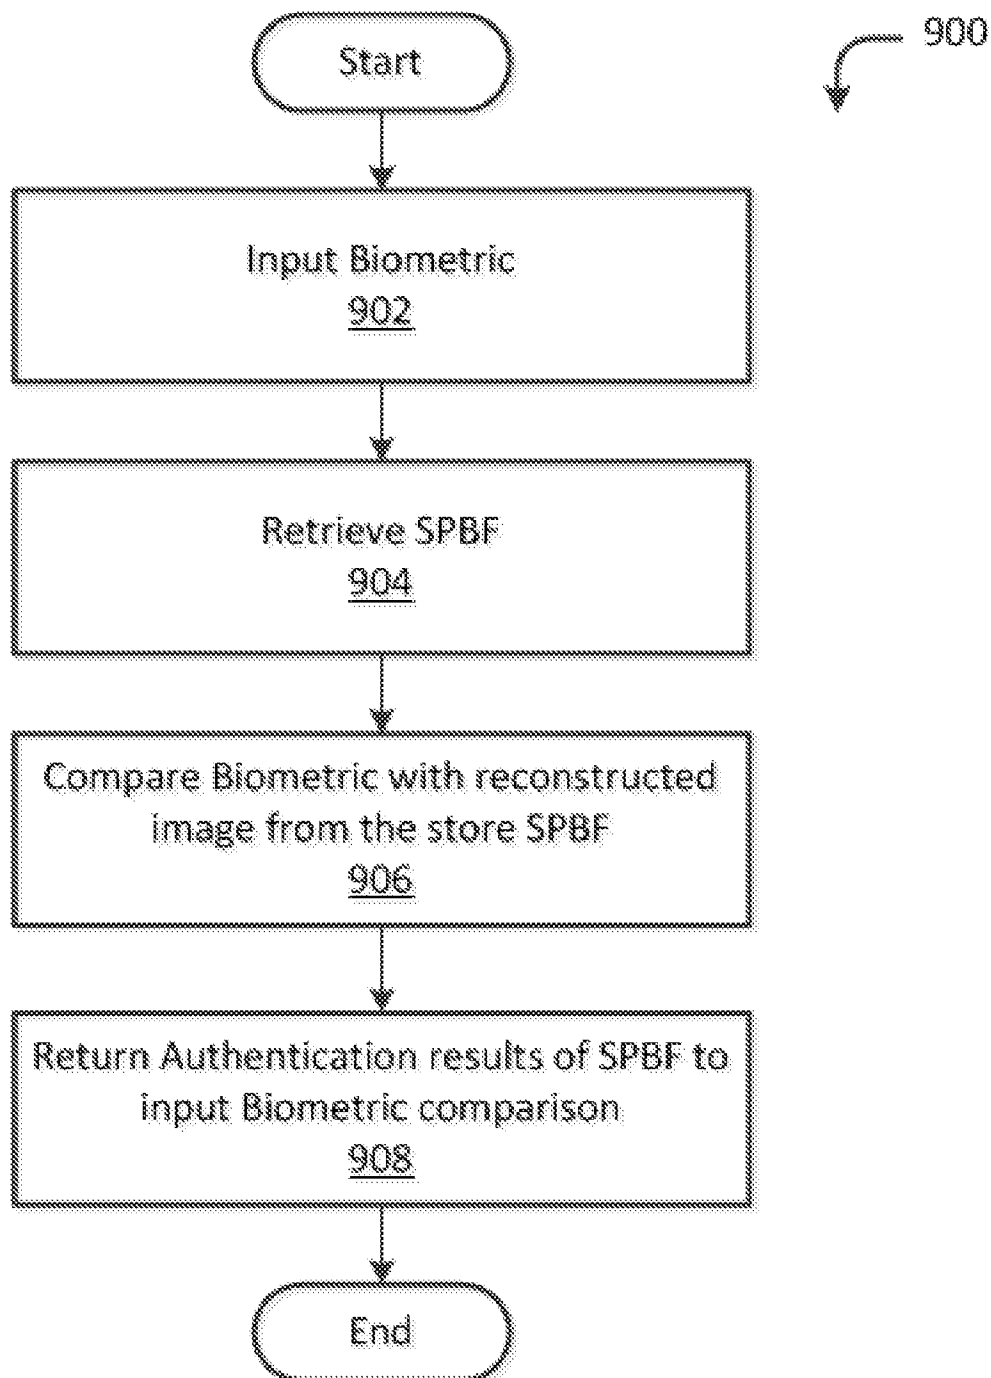 900
Start
Input Biometric
902
Retrieve SPBF
904
Compare Biometric with reconstructed
image from the store SPBF
906
Return Authentication results of SPBF to
input Biometric comparison
908
End